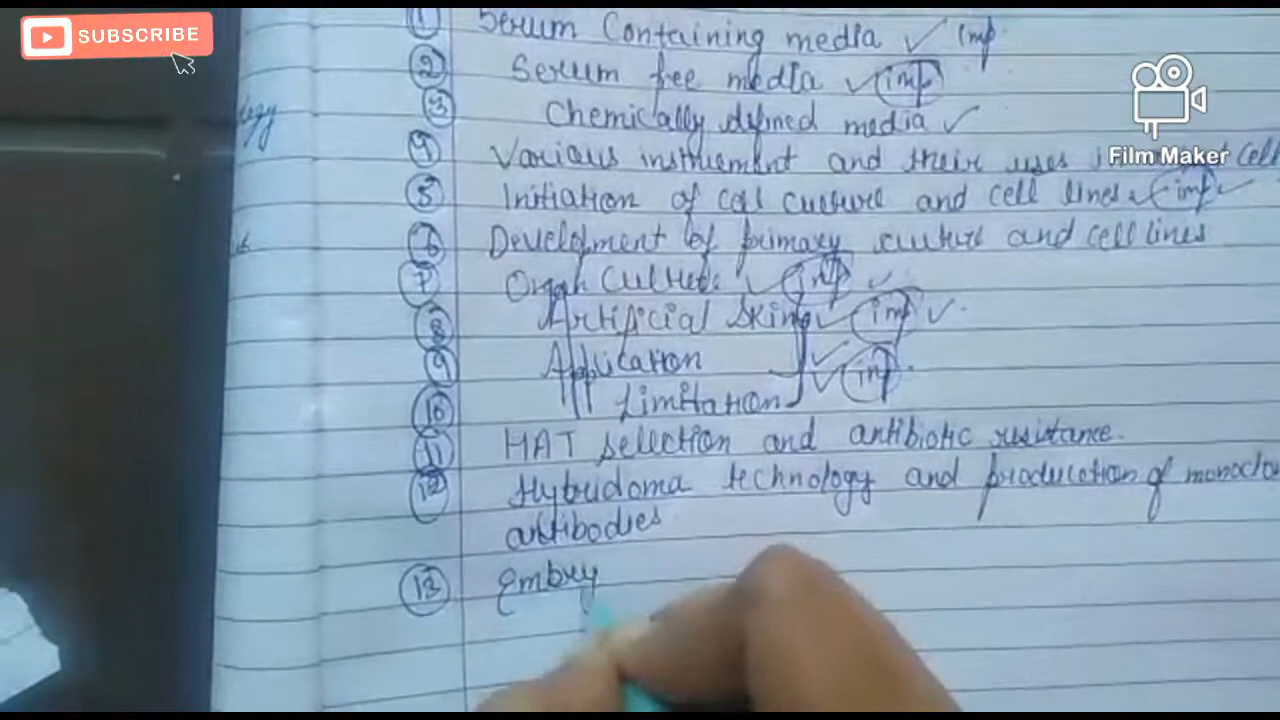 SUBSCRIBE
① Serum Containing media ✓ imp
② Serum free media ✓ imp
③ Chemically defined media ✓
Film Maker
④ Various instrument and their uses
⑤ Initiation of cell culture and cell lines ✓ imp ✓
⑥ Development of primary culture and cell lines
⑦ Organ Culture: ✓ imp ✓
⑧ Artificial Skin ✓ imp ✓
⑨ Application ✓
⑩ Limitation ✓ imp
⑪ HAT selection and antibiotic resistance.
⑫ Hybridoma technology and production of monoclo
antibodies
⑬ Embry